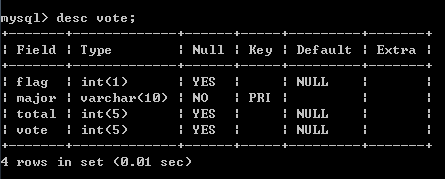 mysql> desc vote;
+-------+-------------+------+-----+---------+-------+
| Field | Type        | Null | Key | Default | Extra |
+-------+-------------+------+-----+---------+-------+
| flag  | int(1)      | YES  |     | NULL    |       |
| major | varchar(10) | NO   | PRI |         |       |
| total | int(5)      | YES  |     | NULL    |       |
| vote  | int(5)      | YES  |     | NULL    |       |
+-------+-------------+------+-----+---------+-------+
4 rows in set (0.01 sec)